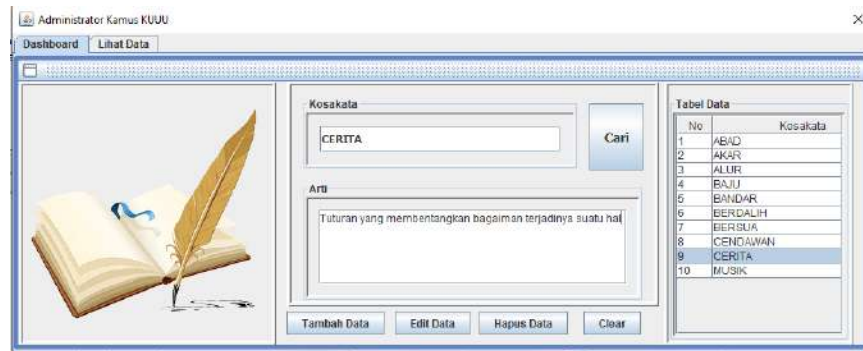 Administrator Kamus KUUU
Dashboard Lihat Data
Kosakata
CERITA
Cari
Arti
Tuturan yang membentangkan bagaiman terjadinya suatu hal
Tambah Data Edit Data Hapus Data Clear
Tabel Data
No Kosakata
1 ABAD
2 AKAR
3 ALUR
4 BAJU
5 BANDAR
6 BERDALIH
7 BERSUA
8 CENDAWAN
9 CERITA
10 MUSIK